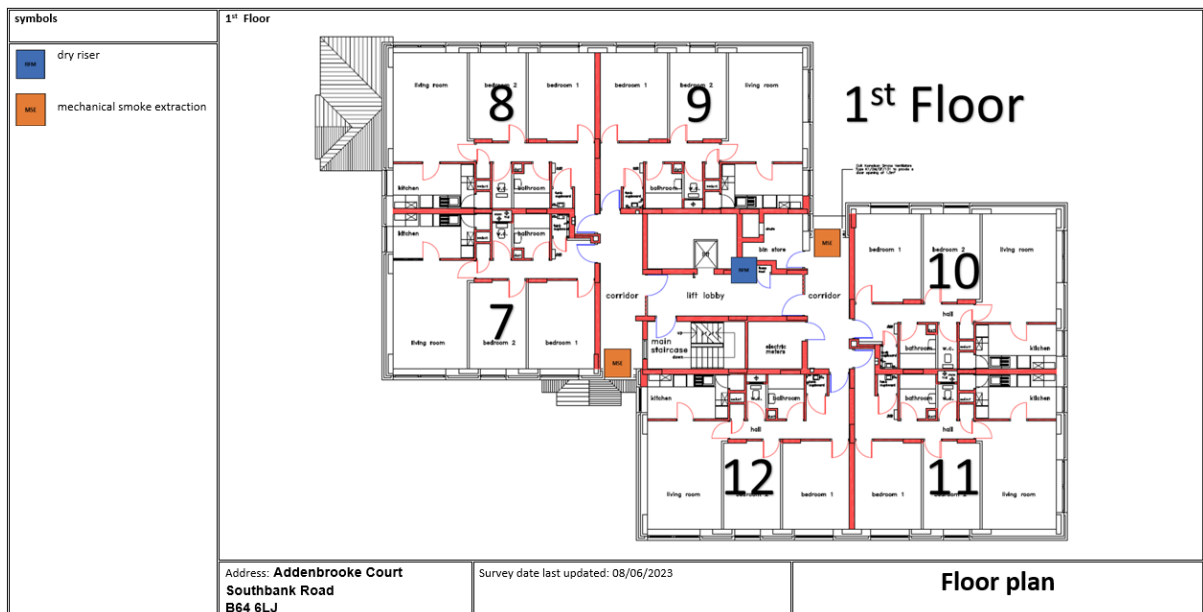 symbols
dry riser
MSE
mechanical smoke extraction
1st Floor
1st Floor
living room
bedroom 2
bedroom 1
bedroom 1
bedroom 2
living room
8
9
kitchen
bathroom
bathroom
kitchen
kitchen
bathroom
bin store
MSE
bedroom 1
bedroom 2
living room
10
lift
corridor
lift lobby
corridor
7
hall
living room
bedroom 2
bedroom 1
main
staircase
down
electric
meters
bathroom
w.c.
kitchen
MSE
kitchen
bathroom
bathroom
kitchen
hall
hall
12
11
living room
bedroom 1
bedroom 1
living room
Address: Addenbrooke Court
Southbank Road
B64 6LJ
Survey date last updated: 08/06/2023
Floor plan